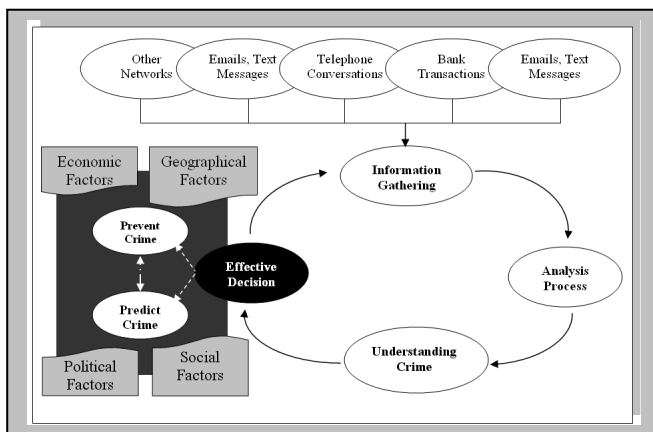 Other
Networks
Emails, Text
Messages
Telephone
Conversations
Bank
Transactions
Emails, Text
Messages
Economic
Factors
Geographical
Factors
Information
Gathering
Prevent
Crime
Effective
Decision
Analysis
Process
Predict
Crime
Understanding
Crime
Political
Factors
Social
Factors